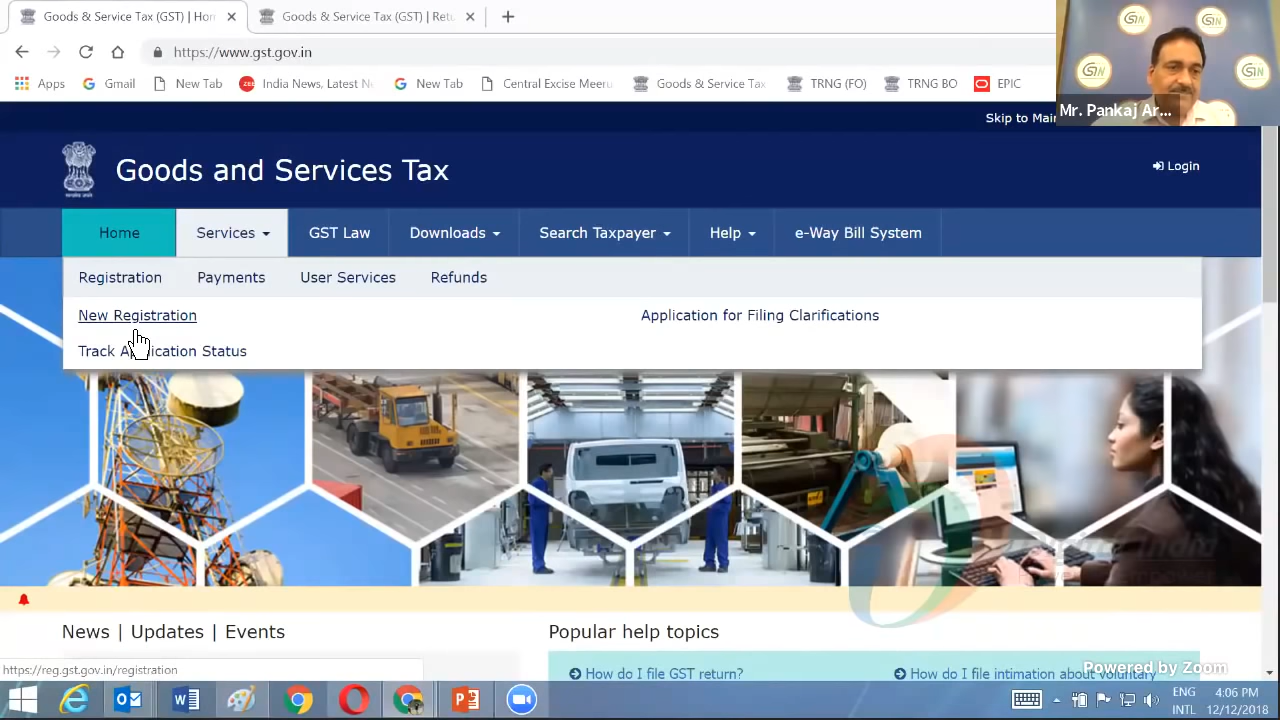 Goods & Service Tax (GST) | Hom
Goods & Service Tax (GST) | Retu
https://www.gst.gov.in
Apps
Gmail
New Tab
India News, Latest N
New Tab
Central Excise Meeru
Goods & Service Tax
TRNG (FO)
TRNG BO
EPIC
GSTN
Mr. Pankaj Ar...
Skip to Mai
Goods and Services Tax
Login
Home
Services
GST Law
Downloads
Search Taxpayer
Help
e-Way Bill System
Registration
Payments
User Services
Refunds
New Registration
Application for Filing Clarifications
Track Application Status
News | Updates | Events
Popular help topics
How do I file GST return?
How do I file intimation about voluntary
https://reg.gst.gov.in/registration
Powered by Zoom
ENG
INTL
4:06 PM
12/12/2018